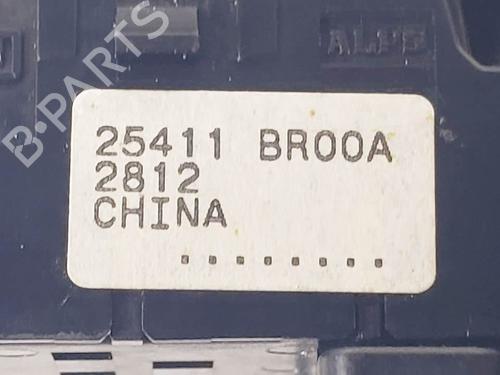 ALPS
25411 BR00A
2812
CHINA
........
B-PARTS